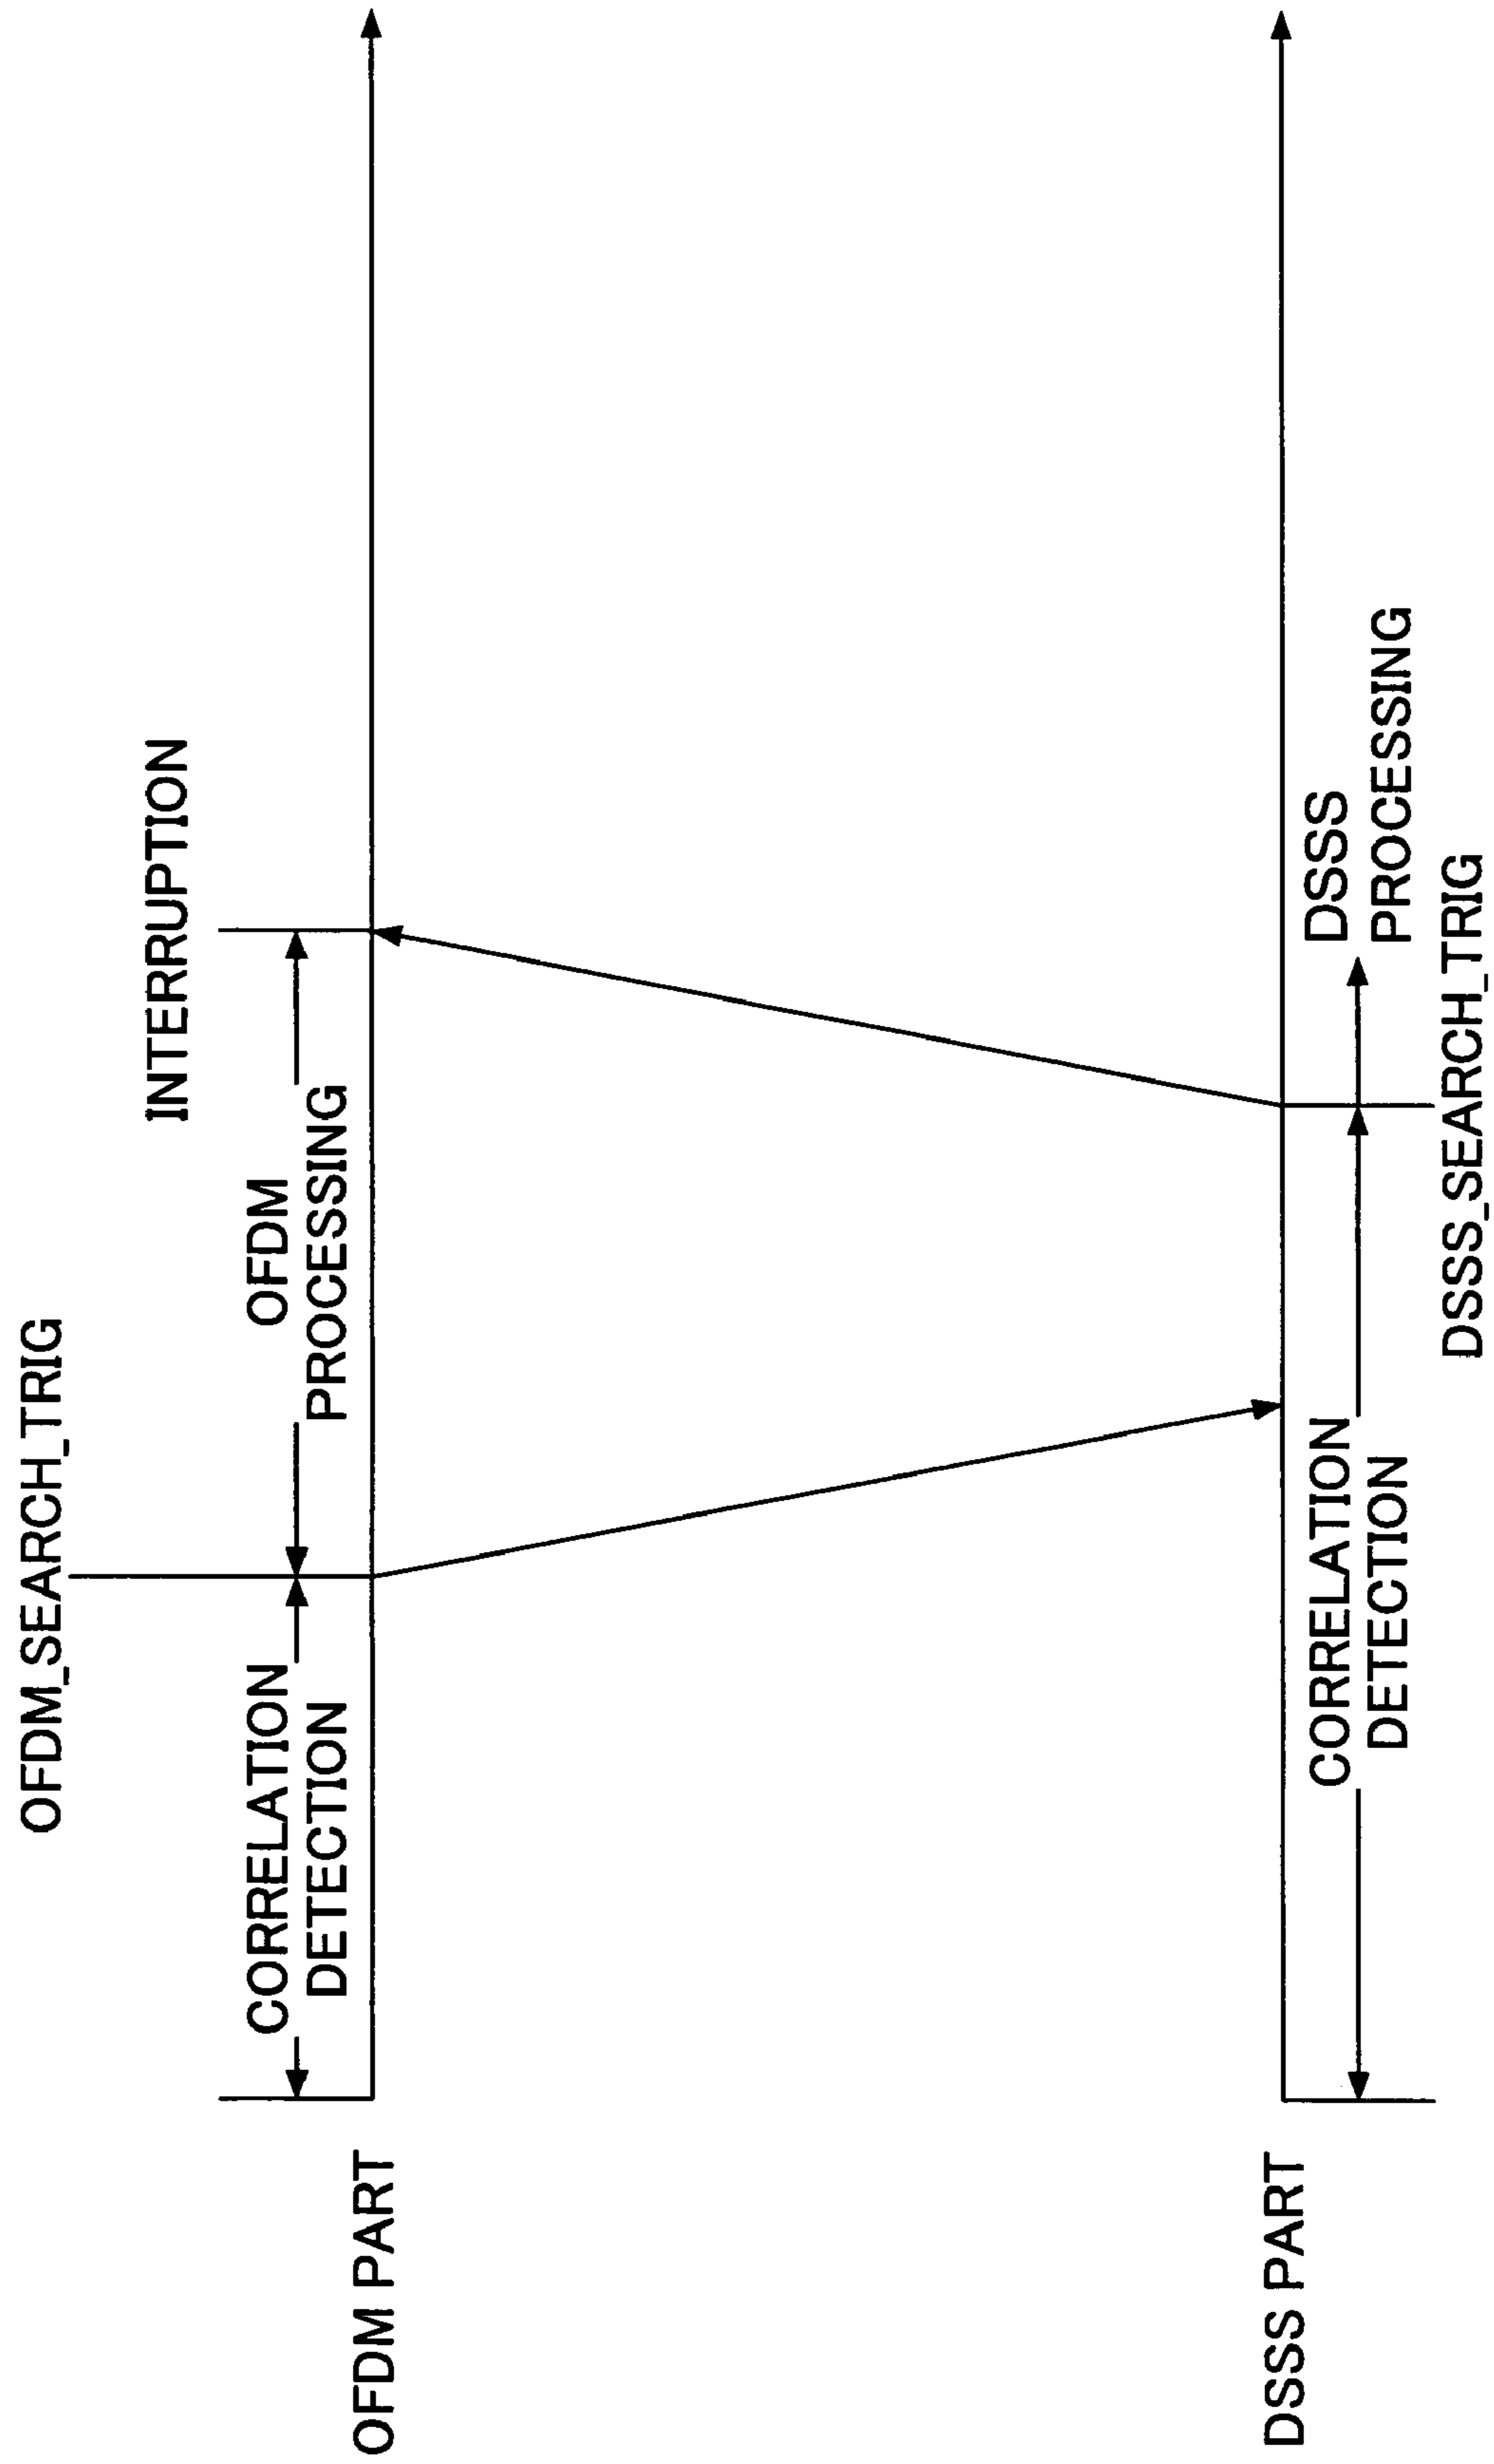 OFDM_SEARCH_TRIG
INTERRUPTION
CORRELATION
DETECTION
OFDM
PROCESSING
OFDM PART
DSSS PART
CORRELATION
DETECTION
DSSS
PROCESSING
DSSS_SEARCH_TRIG